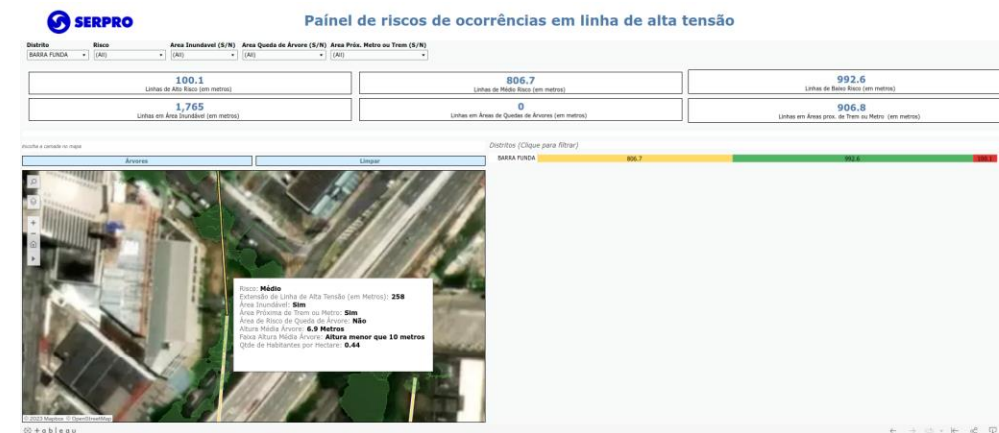 SERPRO
Paínel de riscos de ocorrências em linha de alta tensão
Distrito Risco Area Inundavel (S/N) Area Queda de Árvore (S/N) Area Próx. Metro ou Trem (S/N)
BARRA FUNDA (All) (All) (All) (All)
100.1 806.7 992.6
Linhas de Alto Risco (em metros) Linhas de Médio Risco (em metros) Linhas de Baixo Risco (em metros)
1,765 0 906.8
Linhas em Área Inundável (em metros) Linhas em Áreas de Quedas de Árvores (em metros) Linhas em Áreas prox. de Trem ou Metro (em metros)
Escolha a camada no mapa Distritos (Clique para filtrar)
Árvores Limpar BARRA FUNDA 806.7 992.6 100.1
Risco: Médio
Extensão de Linha de Alta Tensão (em Metros): 258
Área Inundável: Sim
Área Próxima de Trem ou Metro: Sim
Área de Risco de Queda de Árvore: Não
Altura Média Árvore: 6.9 Metros
Faixa Altura Média Árvore: Altura menor que 10 metros
Qtde de Habitantes por Hectare: 0.44
© 2023 Mapbox © OpenStreetMap
+ableau